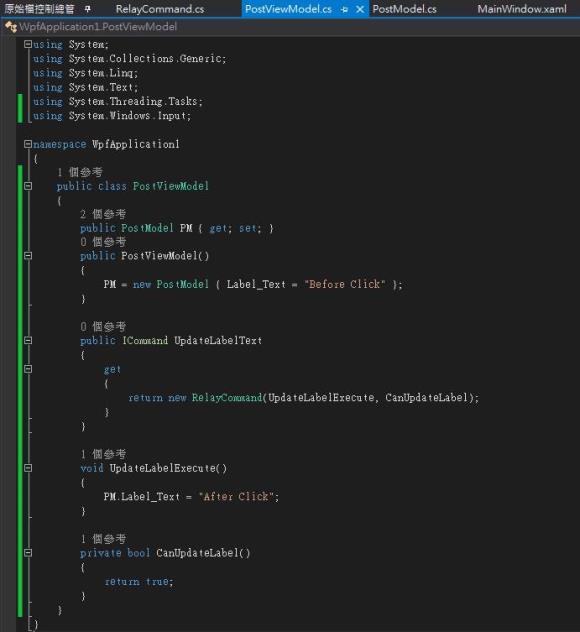 原始檔控制總管 RelayCommand.cs PostViewModel.cs PostModel.cs MainWindow.xaml
WpfApplication1.PostViewModel
using System;
using System.Collections.Generic;
using System.Linq;
using System.Text;
using System.Threading.Tasks;
using System.Windows.Input;
namespace WpfApplication1
{
1 個參考
public class PostViewModel
{
2 個參考
public PostModel PM { get; set; }
0 個參考
public PostViewModel()
{
PM = new PostModel { Label_Text = "Before Click" };
}
0 個參考
public ICommand UpdateLabelText
{
get
{
return new RelayCommand(UpdateLabelExecute, CanUpdateLabel);
}
}
1 個參考
void UpdateLabelExecute()
{
PM.Label_Text = "After Click";
}
1 個參考
private bool CanUpdateLabel()
{
return true;
}
}
}